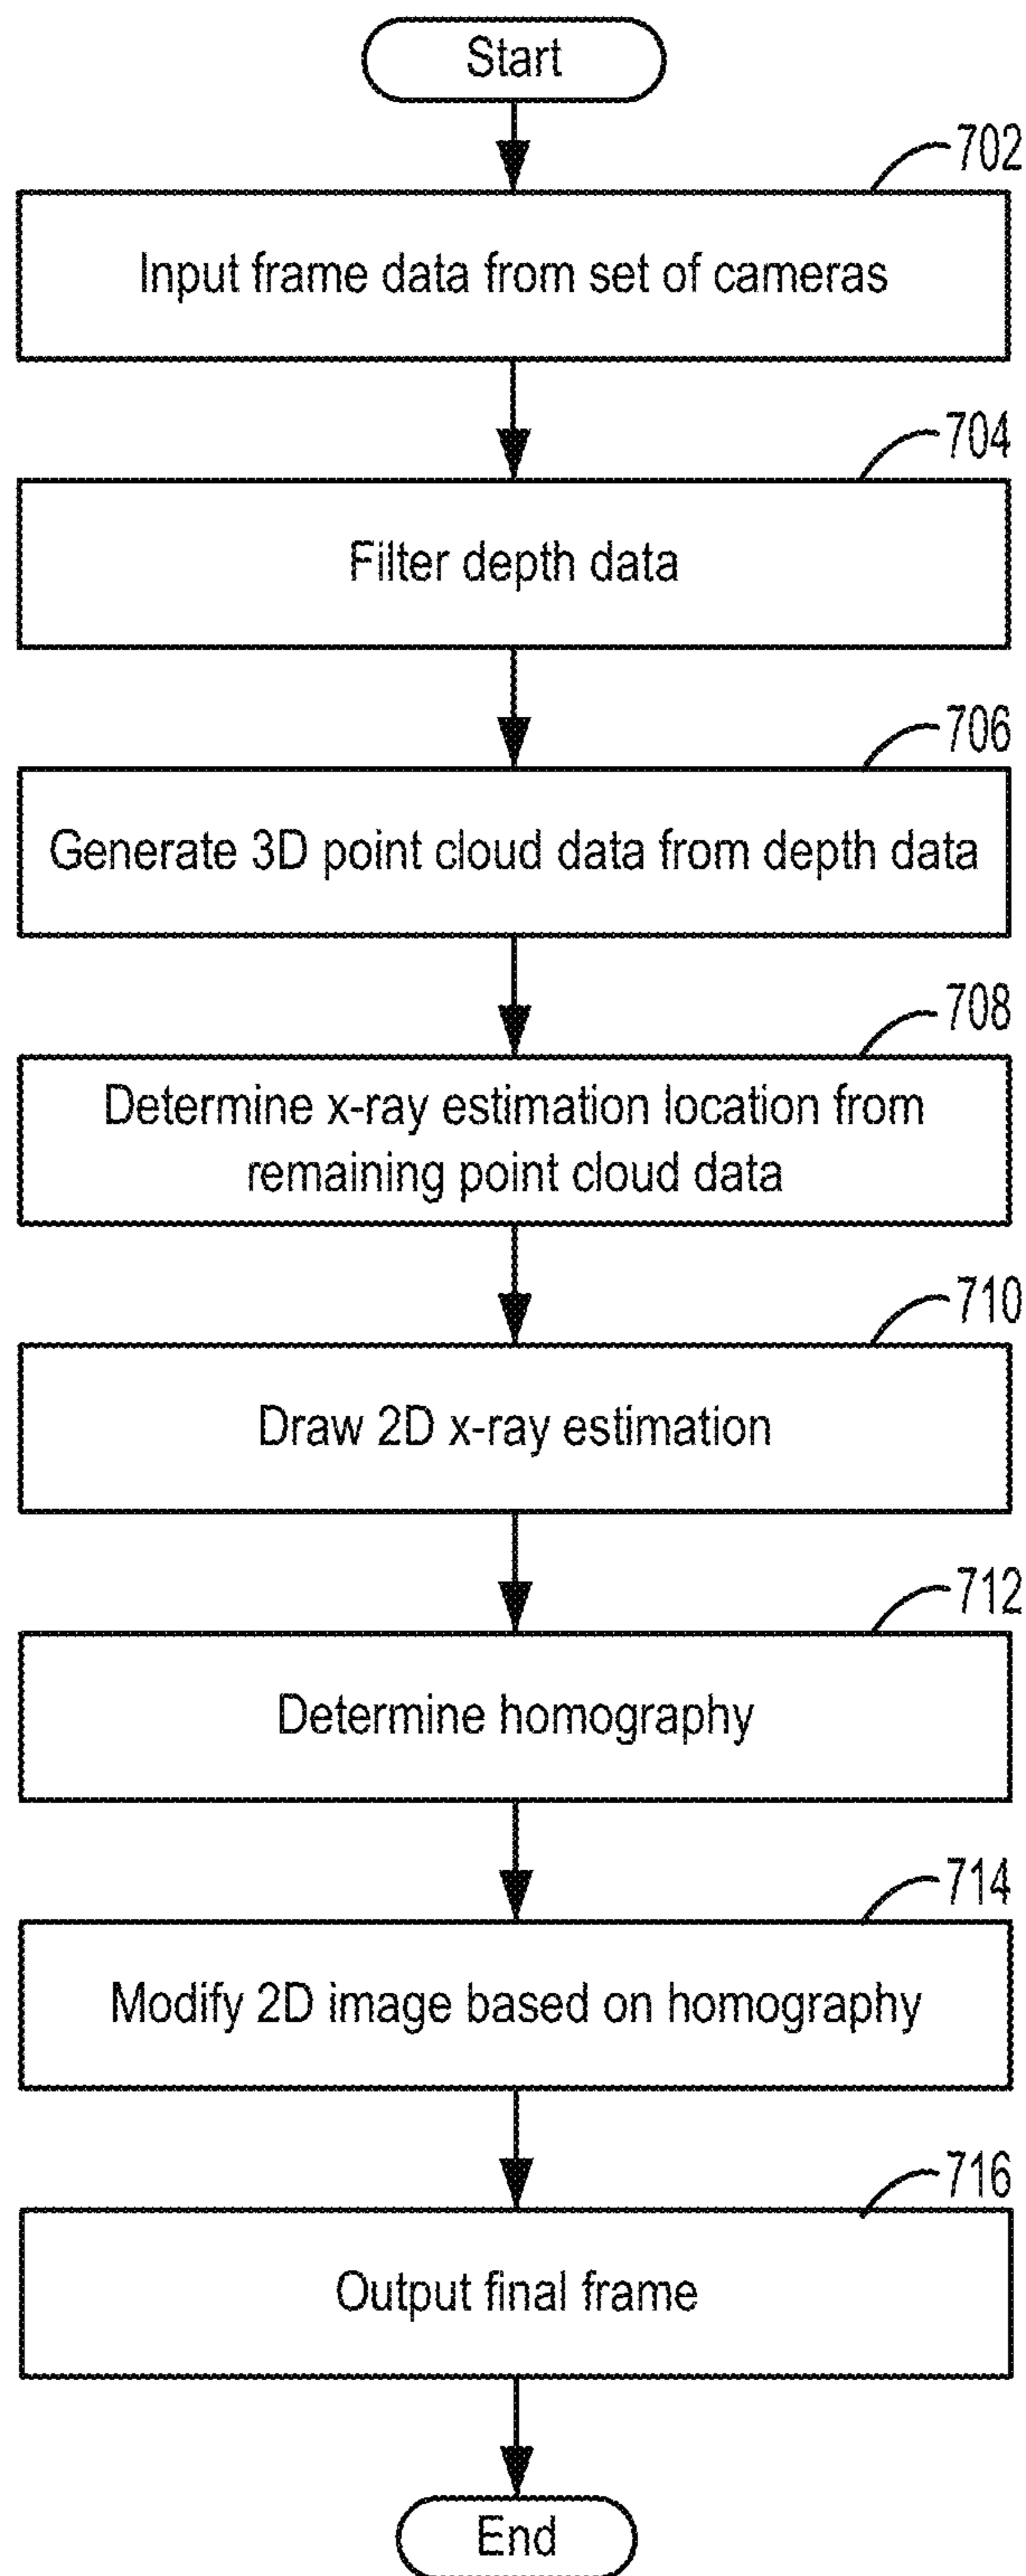 Start
702
Input frame data from set of cameras
704
Filter depth data
706
Generate 3D point cloud data from depth data
708
Determine x-ray estimation location from
remaining point cloud data
710
Draw 2D x-ray estimation
712
Determine homography
714
Modify 2D image based on homography
716
Output final frame
End